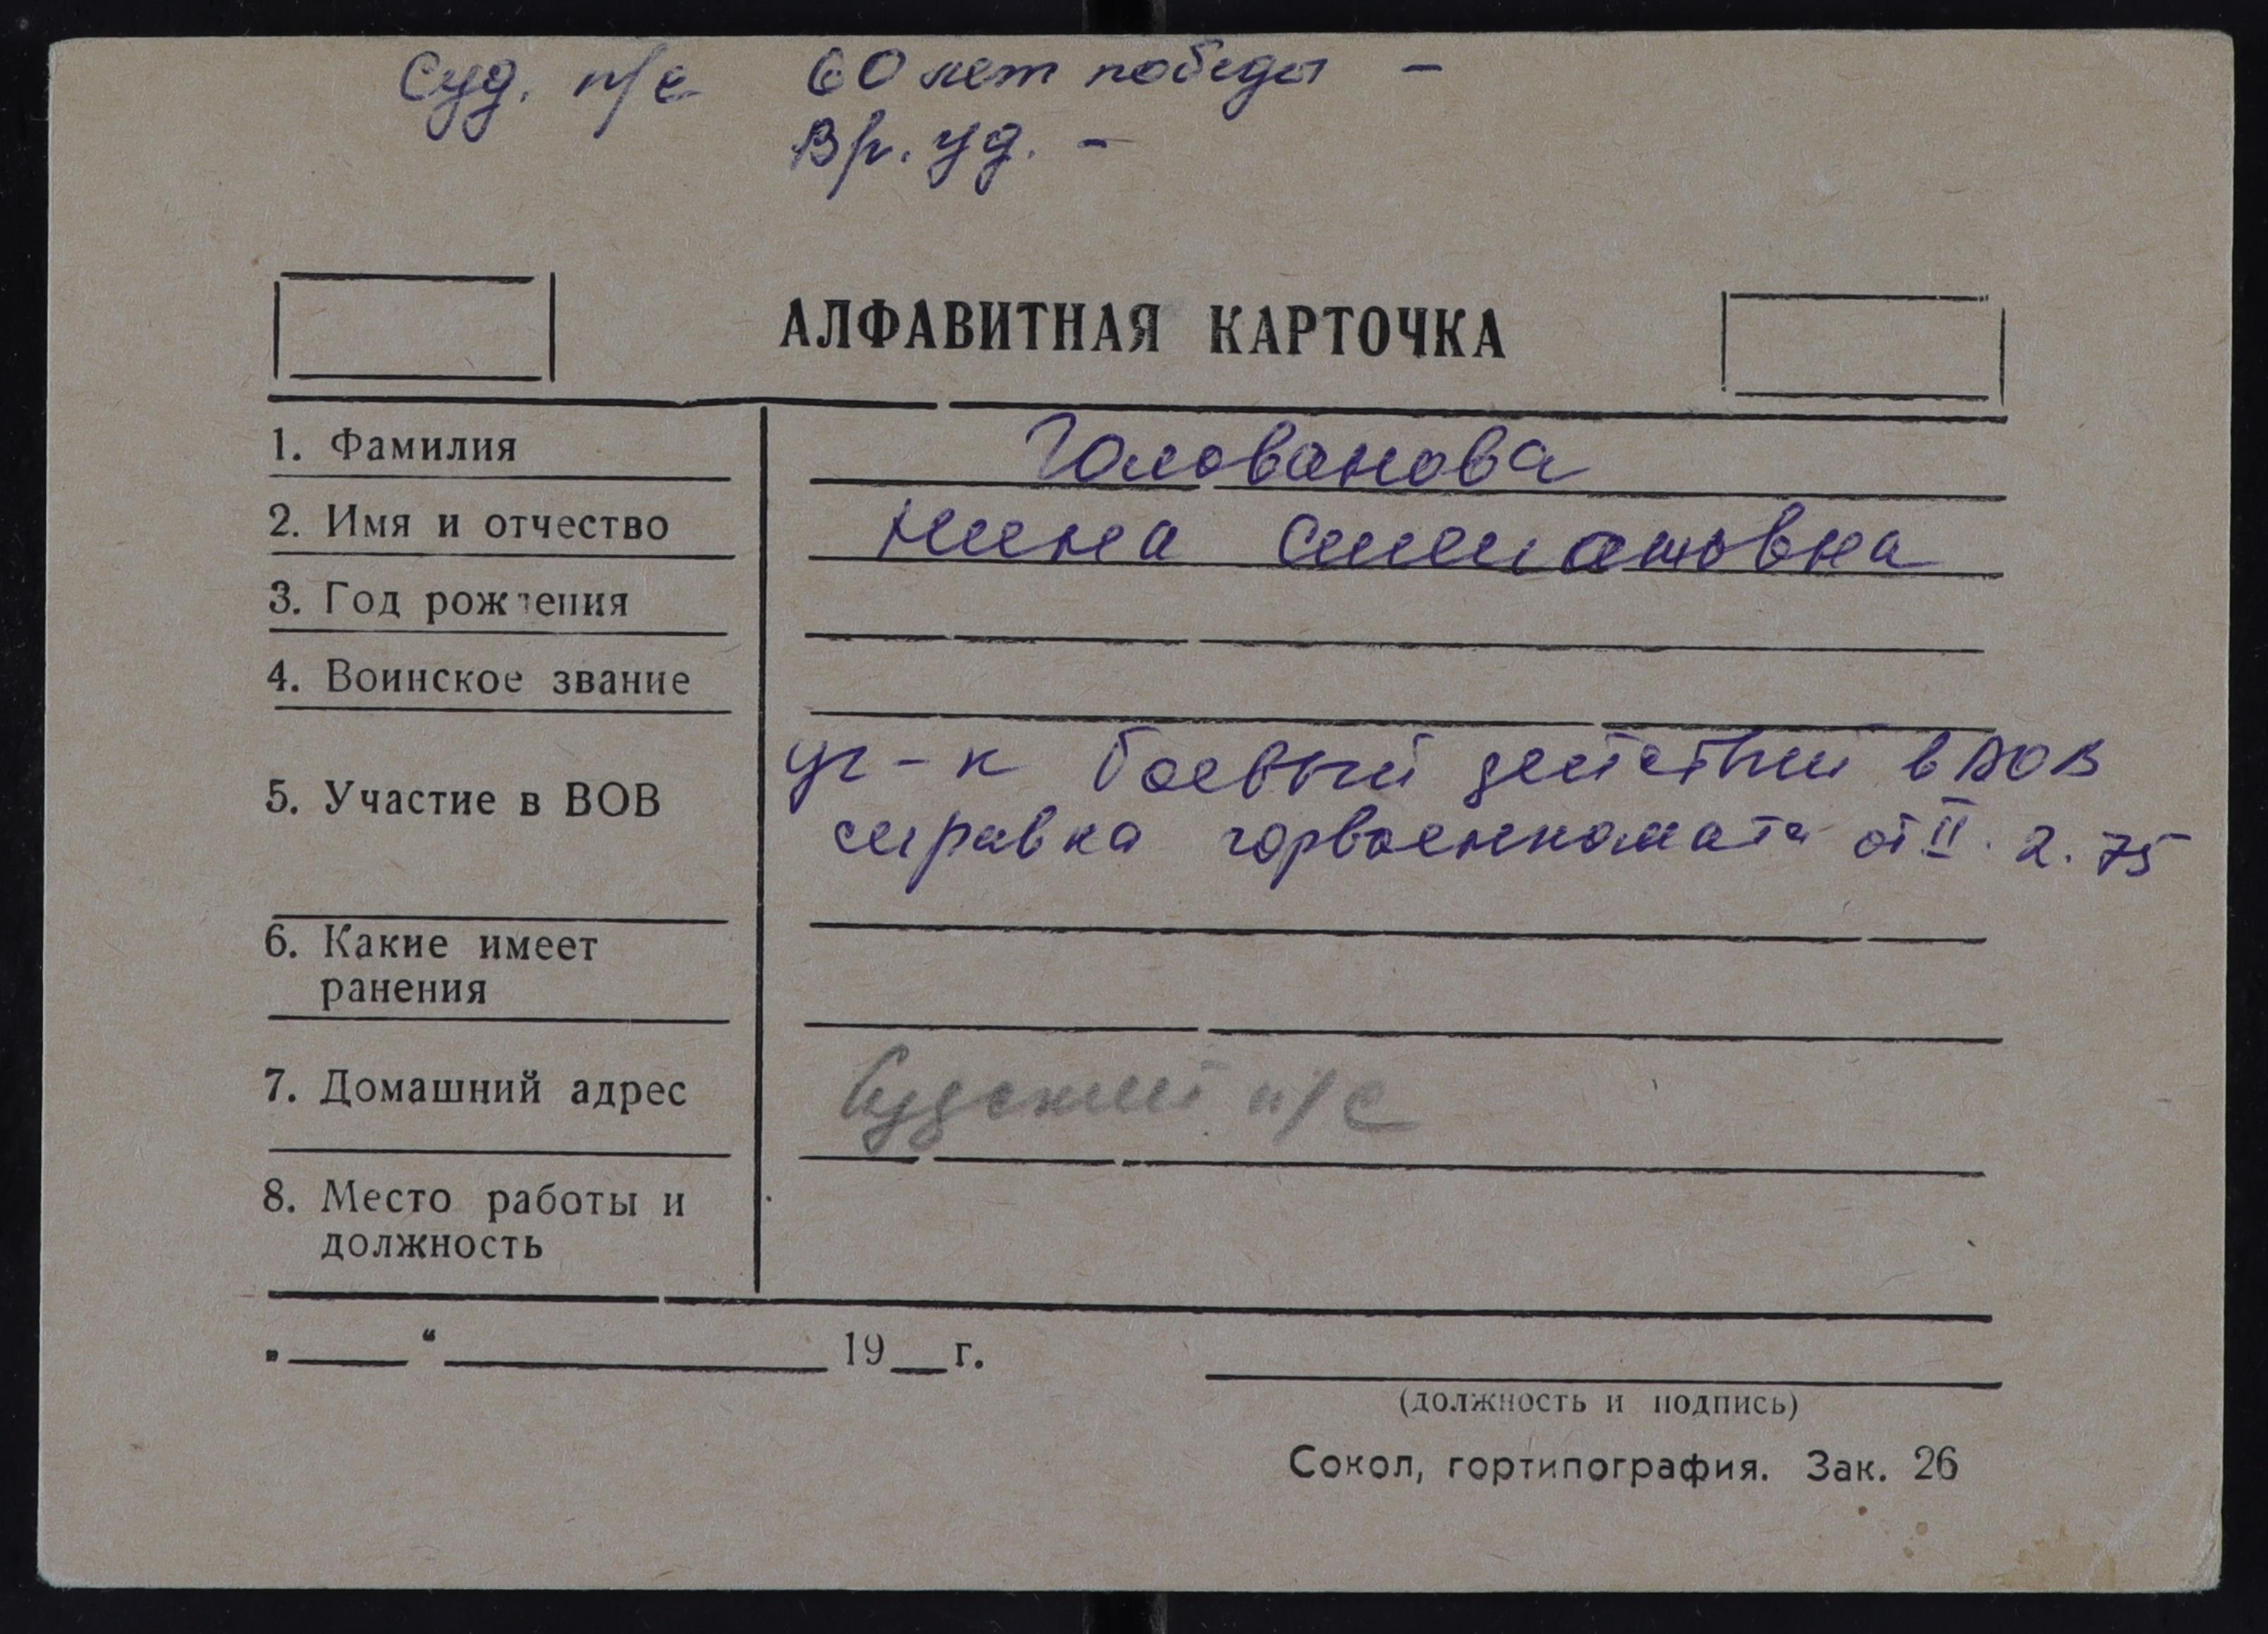 Суд. п/с 60 лет победы -
Вр. уд. -
АЛФАВИТНАЯ КАРТОЧКА
1. Фамилия Голованова
2. Имя и отчество Нина
3. Год рождения
4. Воинское звание
5. Участие в ВОВ уч-к боевый действий в ВОВ
справка горвоенкомата от II. 2. 75
6. Какие имеет
ранения
7. Домашний адрес Судский п/с
8. Место работы и
должность
„ “ 19 г.
(должность и подпись)
Сокол, гортипография. Зак. 26